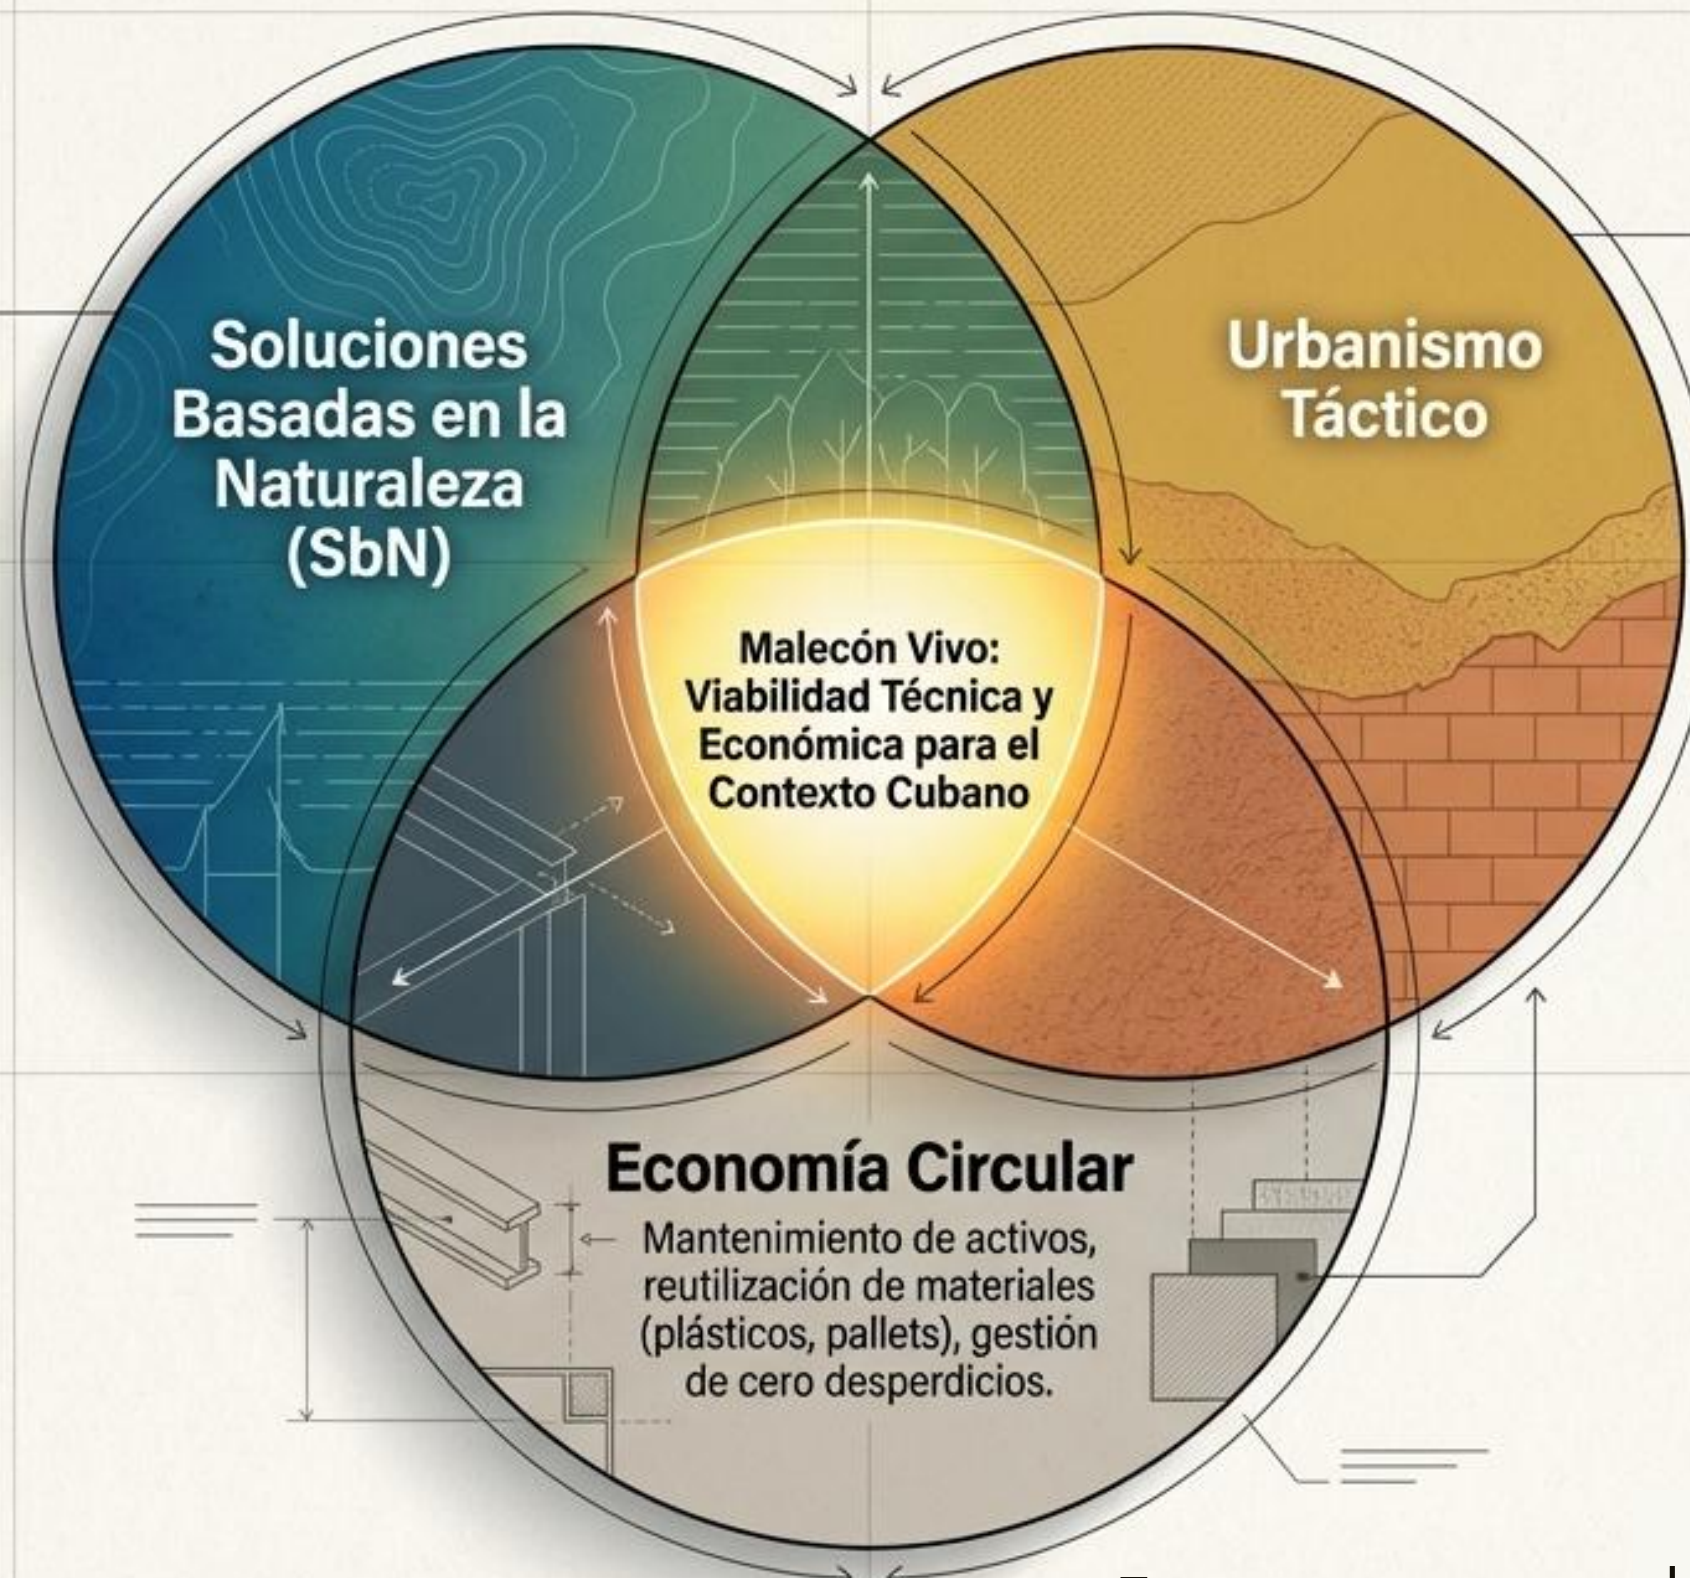 Soluciones
Basadas en la
Naturaleza
(SbN)
Urbanismo
Táctico
Malecón Vivo:
Viabilidad Técnica y
Económica para el
Contexto Cubano
Economía Circular
Mantenimiento de activos,
reutilización de materiales
(plásticos, pallets), gestión
de cero desperdicios.